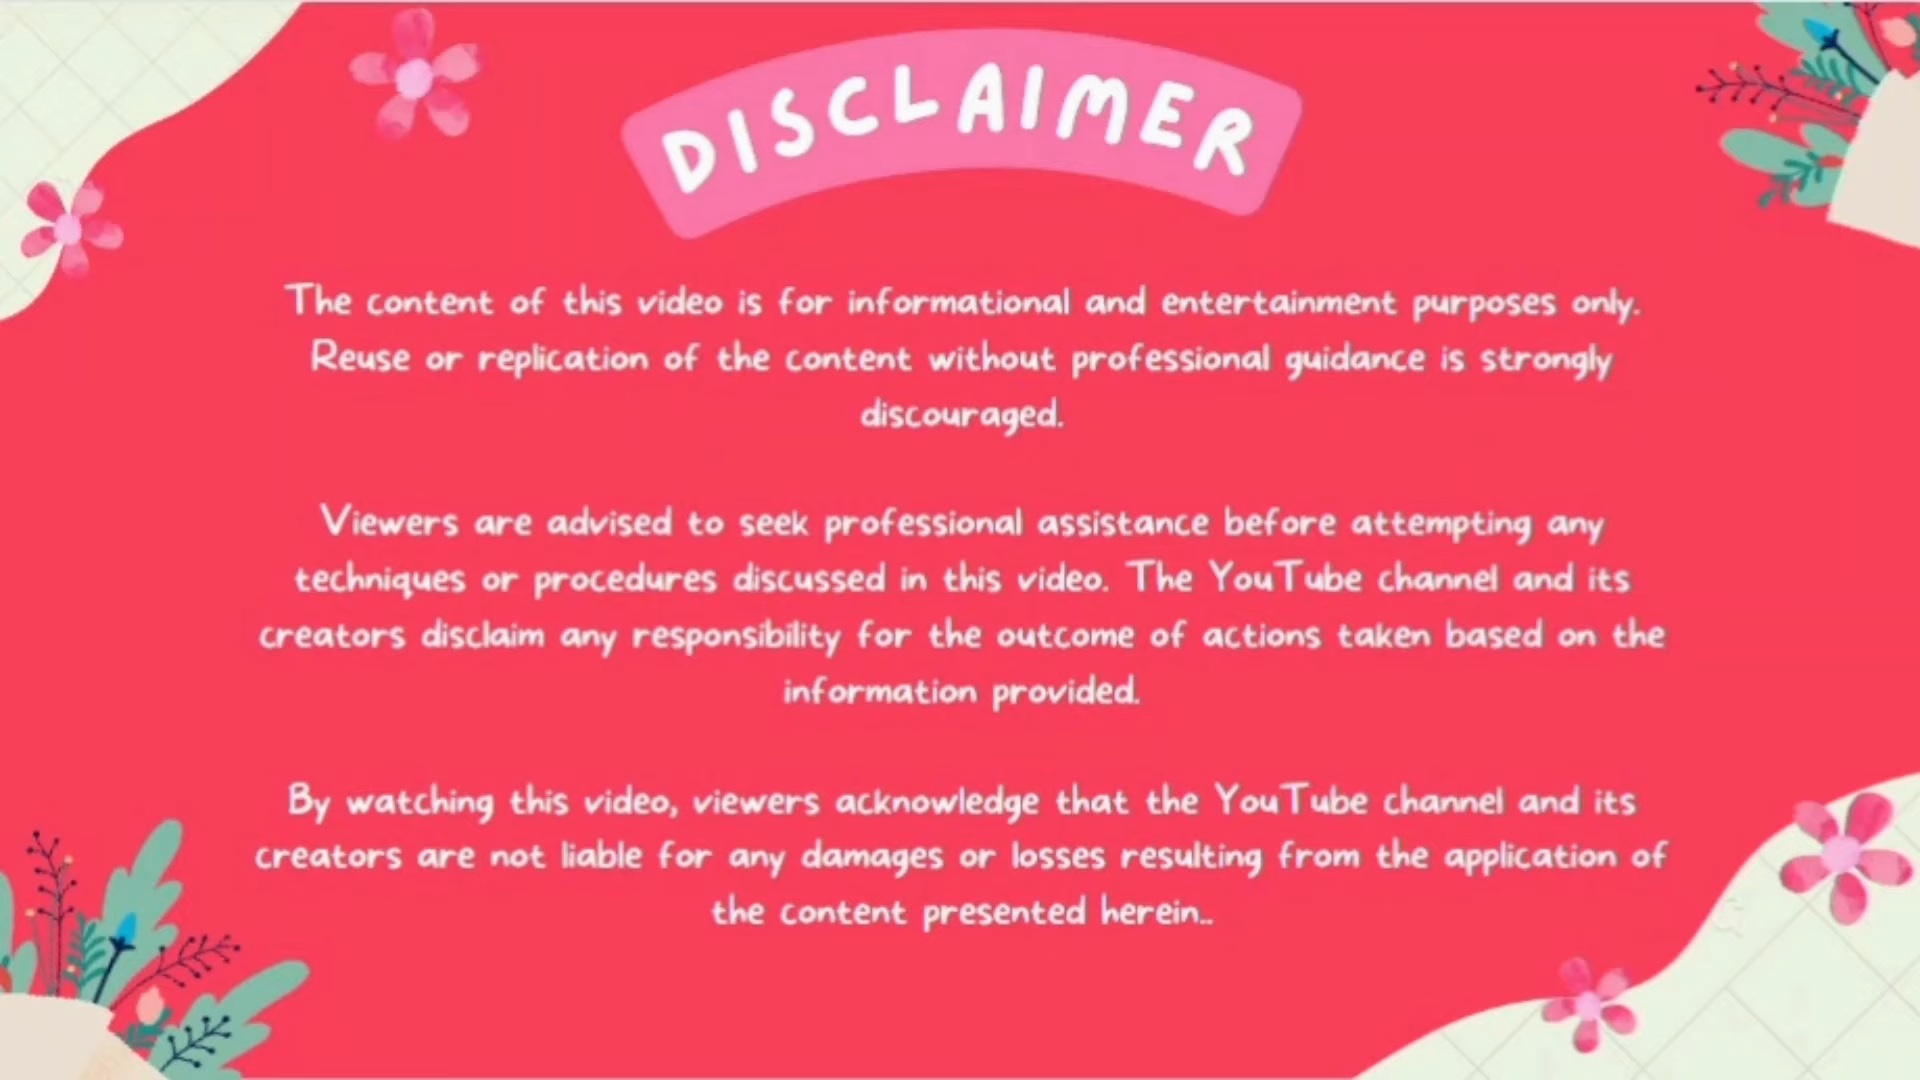 DISCLAIMER
The content of this video is for informational and entertainment purposes only.
Reuse or replication of the content without professional guidance is strongly
discouraged.
Viewers are advised to seek professional assistance before attempting any
techniques or procedures discussed in this video. The YouTube channel and its
creators disclaim any responsibility for the outcome of actions taken based on the
information provided.
By watching this video, viewers acknowledge that the YouTube channel and its
creators are not liable for any damages or losses resulting from the application of
the content presented herein..